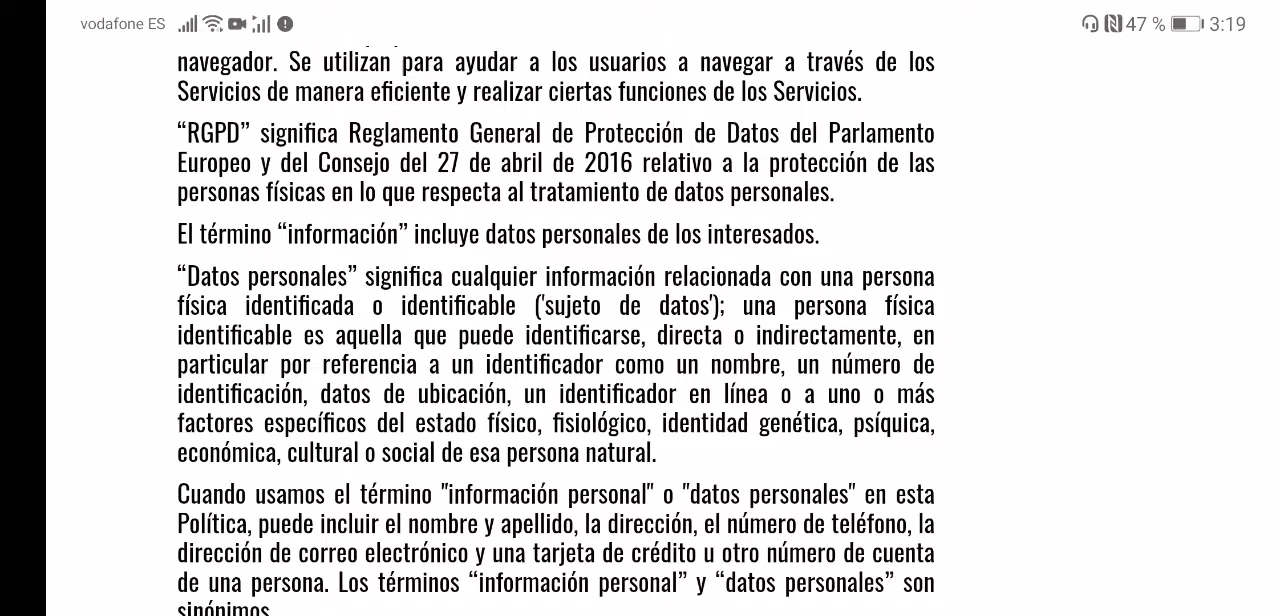 vodafone ES 47 % 3:19
navegador. Se utilizan para ayudar a los usuarios a navegar a través de los
Servicios de manera eficiente y realizar ciertas funciones de los Servicios.
“RGPD” significa Reglamento General de Protección de Datos del Parlamento
Europeo y del Consejo del 27 de abril de 2016 relativo a la protección de las
personas físicas en lo que respecta al tratamiento de datos personales.
El término “información” incluye datos personales de los interesados.
“Datos personales” significa cualquier información relacionada con una persona
física identificada o identificable ('sujeto de datos'); una persona física
identificable es aquella que puede identificarse, directa o indirectamente, en
particular por referencia a un identificador como un nombre, un número de
identificación, datos de ubicación, un identificador en línea o a uno o más
factores específicos del estado físico, fisiológico, identidad genética, psíquica,
económica, cultural o social de esa persona natural.
Cuando usamos el término "información personal" o "datos personales" en esta
Política, puede incluir el nombre y apellido, la dirección, el número de teléfono, la
dirección de correo electrónico y una tarjeta de crédito u otro número de cuenta
de una persona. Los términos “información personal” y “datos personales” son
sinónimos.